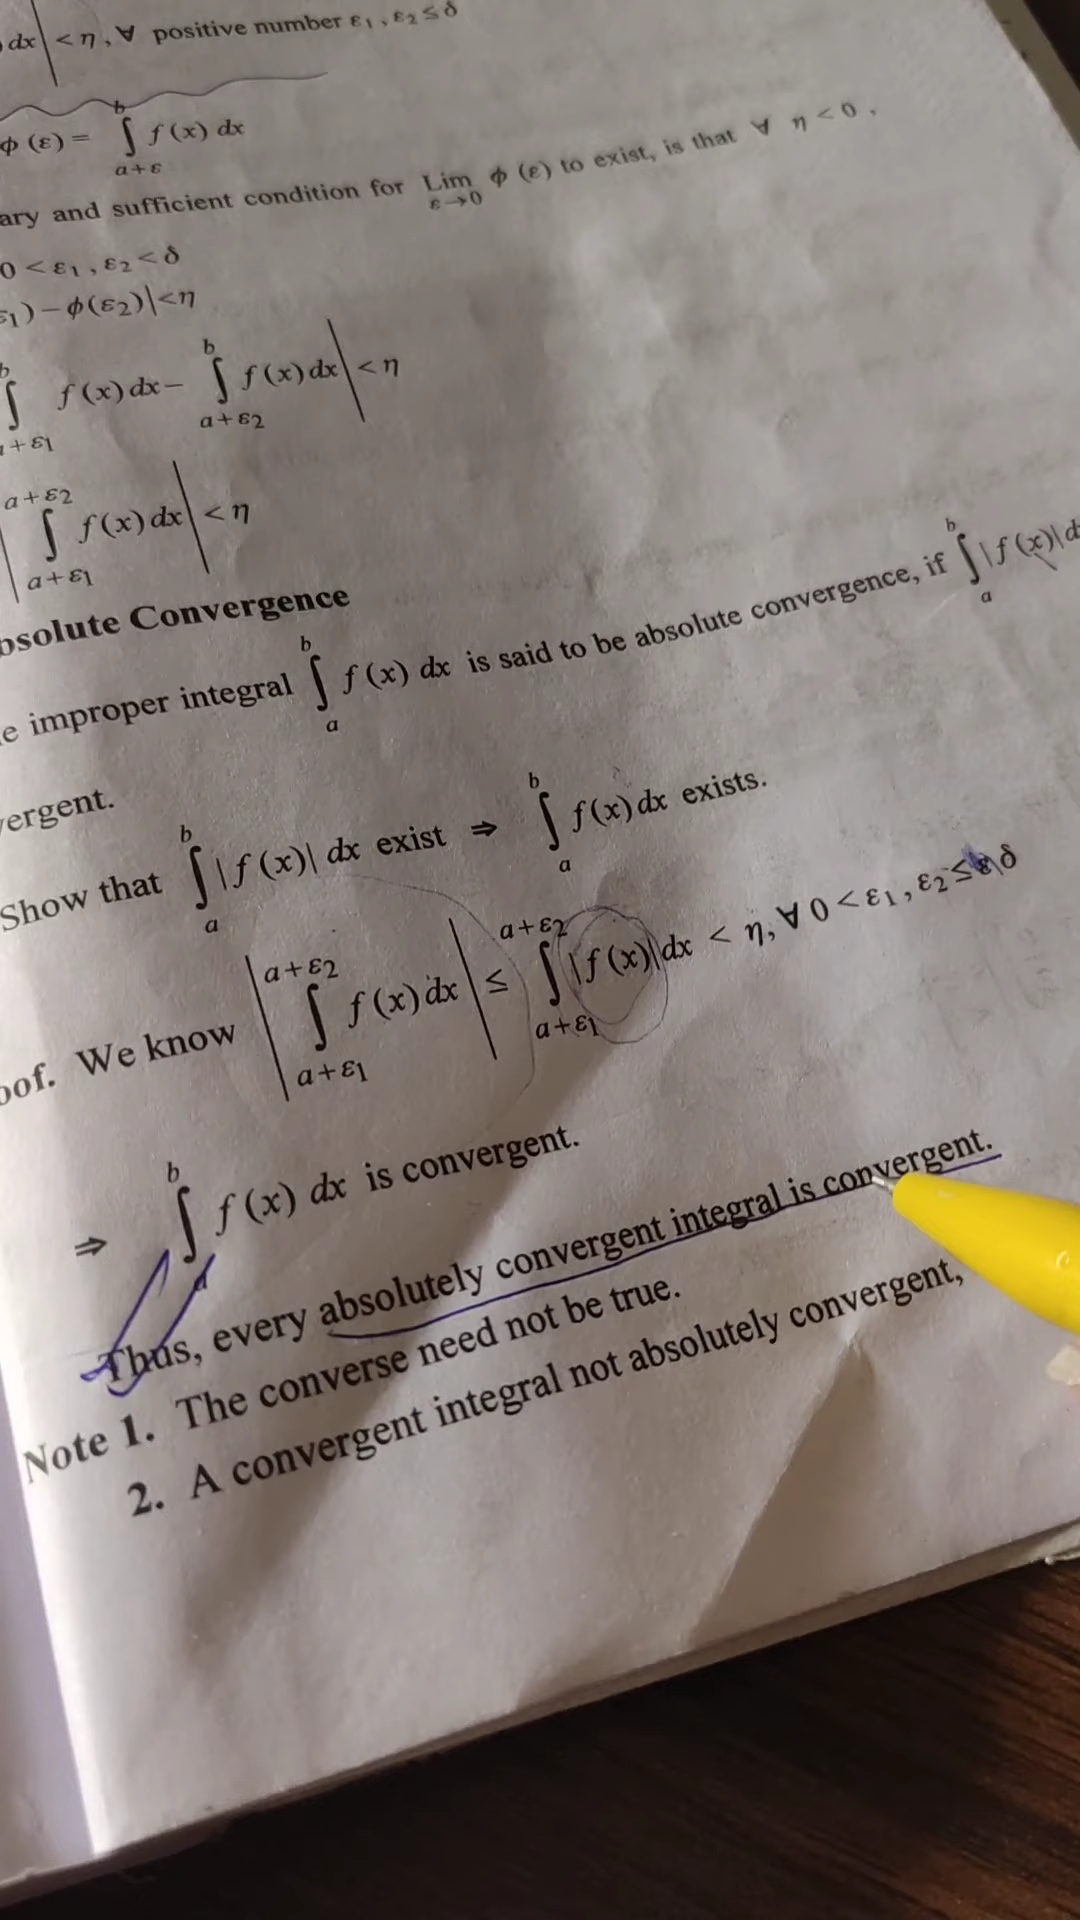 dx| < η, ∀ positive number ε₁, ε₂ ≤ δ
φ(ε) = ∫_{a+ε}^{b} f(x) dx
ary and sufficient condition for Lim_{ε→0} φ(ε) to exist, is that ∀ η < 0.
0 < ε₁, ε₂ < δ
ε₁) − φ(ε₂)| < η
∫_{a+ε₁}^{b} f(x) dx − ∫_{a+ε₂}^{b} f(x) dx| < η
|∫_{a+ε₁}^{a+ε₂} f(x) dx| < η
bsolute Convergence
e improper integral ∫_{a}^{b} f(x) dx is said to be absolute convergence, if ∫_{a}^{b} |f(x)| d
vergent.
Show that ∫_{a}^{b} |f(x)| dx exist ⇒ ∫_{a}^{b} f(x) dx exists.
oof. We know |∫_{a+ε₁}^{a+ε₂} f(x) dx| ≤ ∫_{a+ε₁}^{a+ε₂} |f(x)| dx < η, ∀ 0 < ε₁, ε₂ ≤ δ
⇒ ∫_{a}^{b} f(x) dx is convergent.
Thus, every absolutely convergent integral is convergent.
Note 1. The converse need not be true.
2. A convergent integral not absolutely convergent,